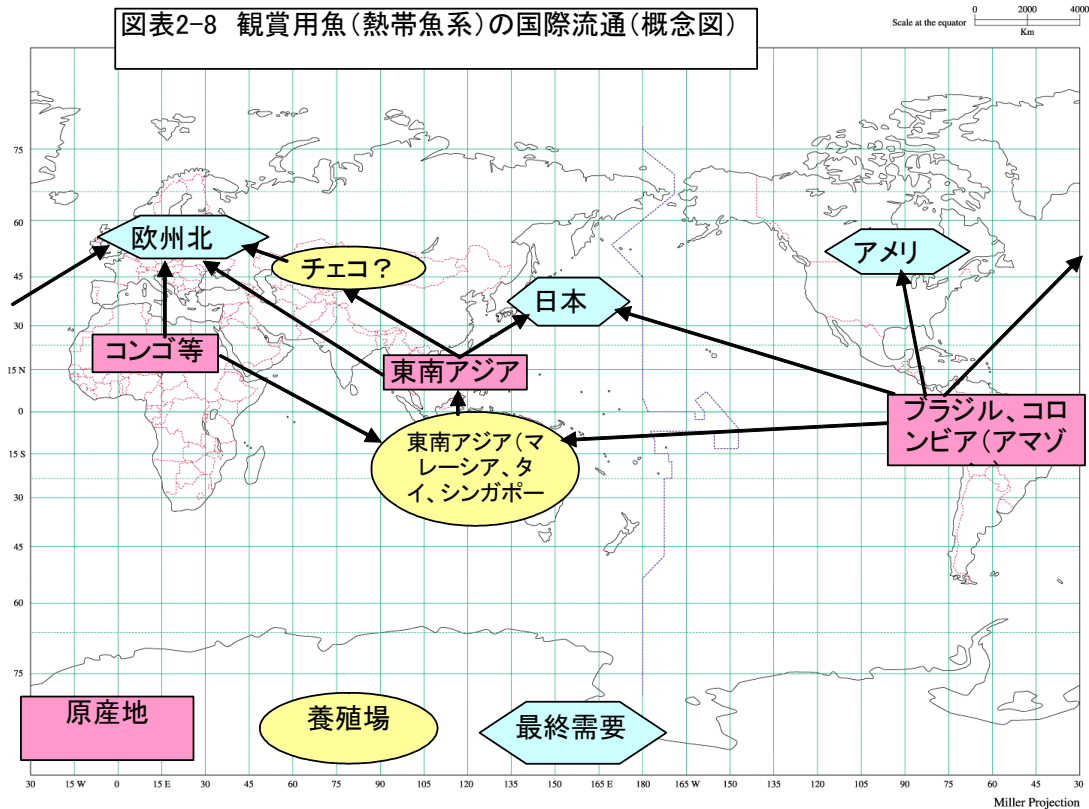 図表2-8 観賞用魚(熱帯魚系)の国際流通(概念図)
Scale at the equator
0 2000 4000
Km
75
60
45
30
15 N
0
15 S
30
45
60
75
欧州北
チェコ?
アメリ
日本
コンゴ等
東南アジア
ブラジル、コロ
ンビア(アマゾ
東南アジア(マ
レーシア、タ
イ、シンガポー
原産地
養殖場
最終需要
30 15 W 0 15 E 30 45 60 75 90 105 120 135 150 165 E 180 165 W 150 135 120 105 90 75 60 45 30
Miller Projection